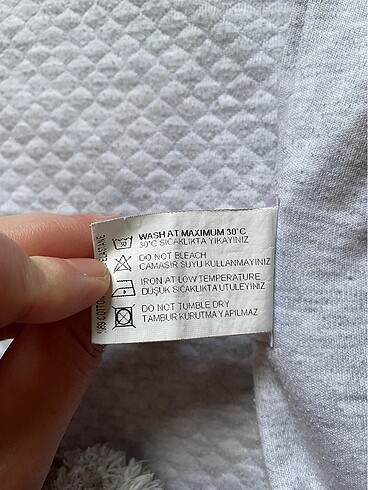 WASH AT MAXIMUM 30°C
30°C SICAKLIKTA YIKAYINIZ
DO NOT BLEACH
CAMAŞIR SUYU KULLANMAYINIZ
IRON AT LOW TEMPERATURE
DÜŞÜK SICAKLIKTA ÜTÜLEYİNİZ
DO NOT TUMBLE DRY
TAMBUR KURUTMA YAPILMAZ